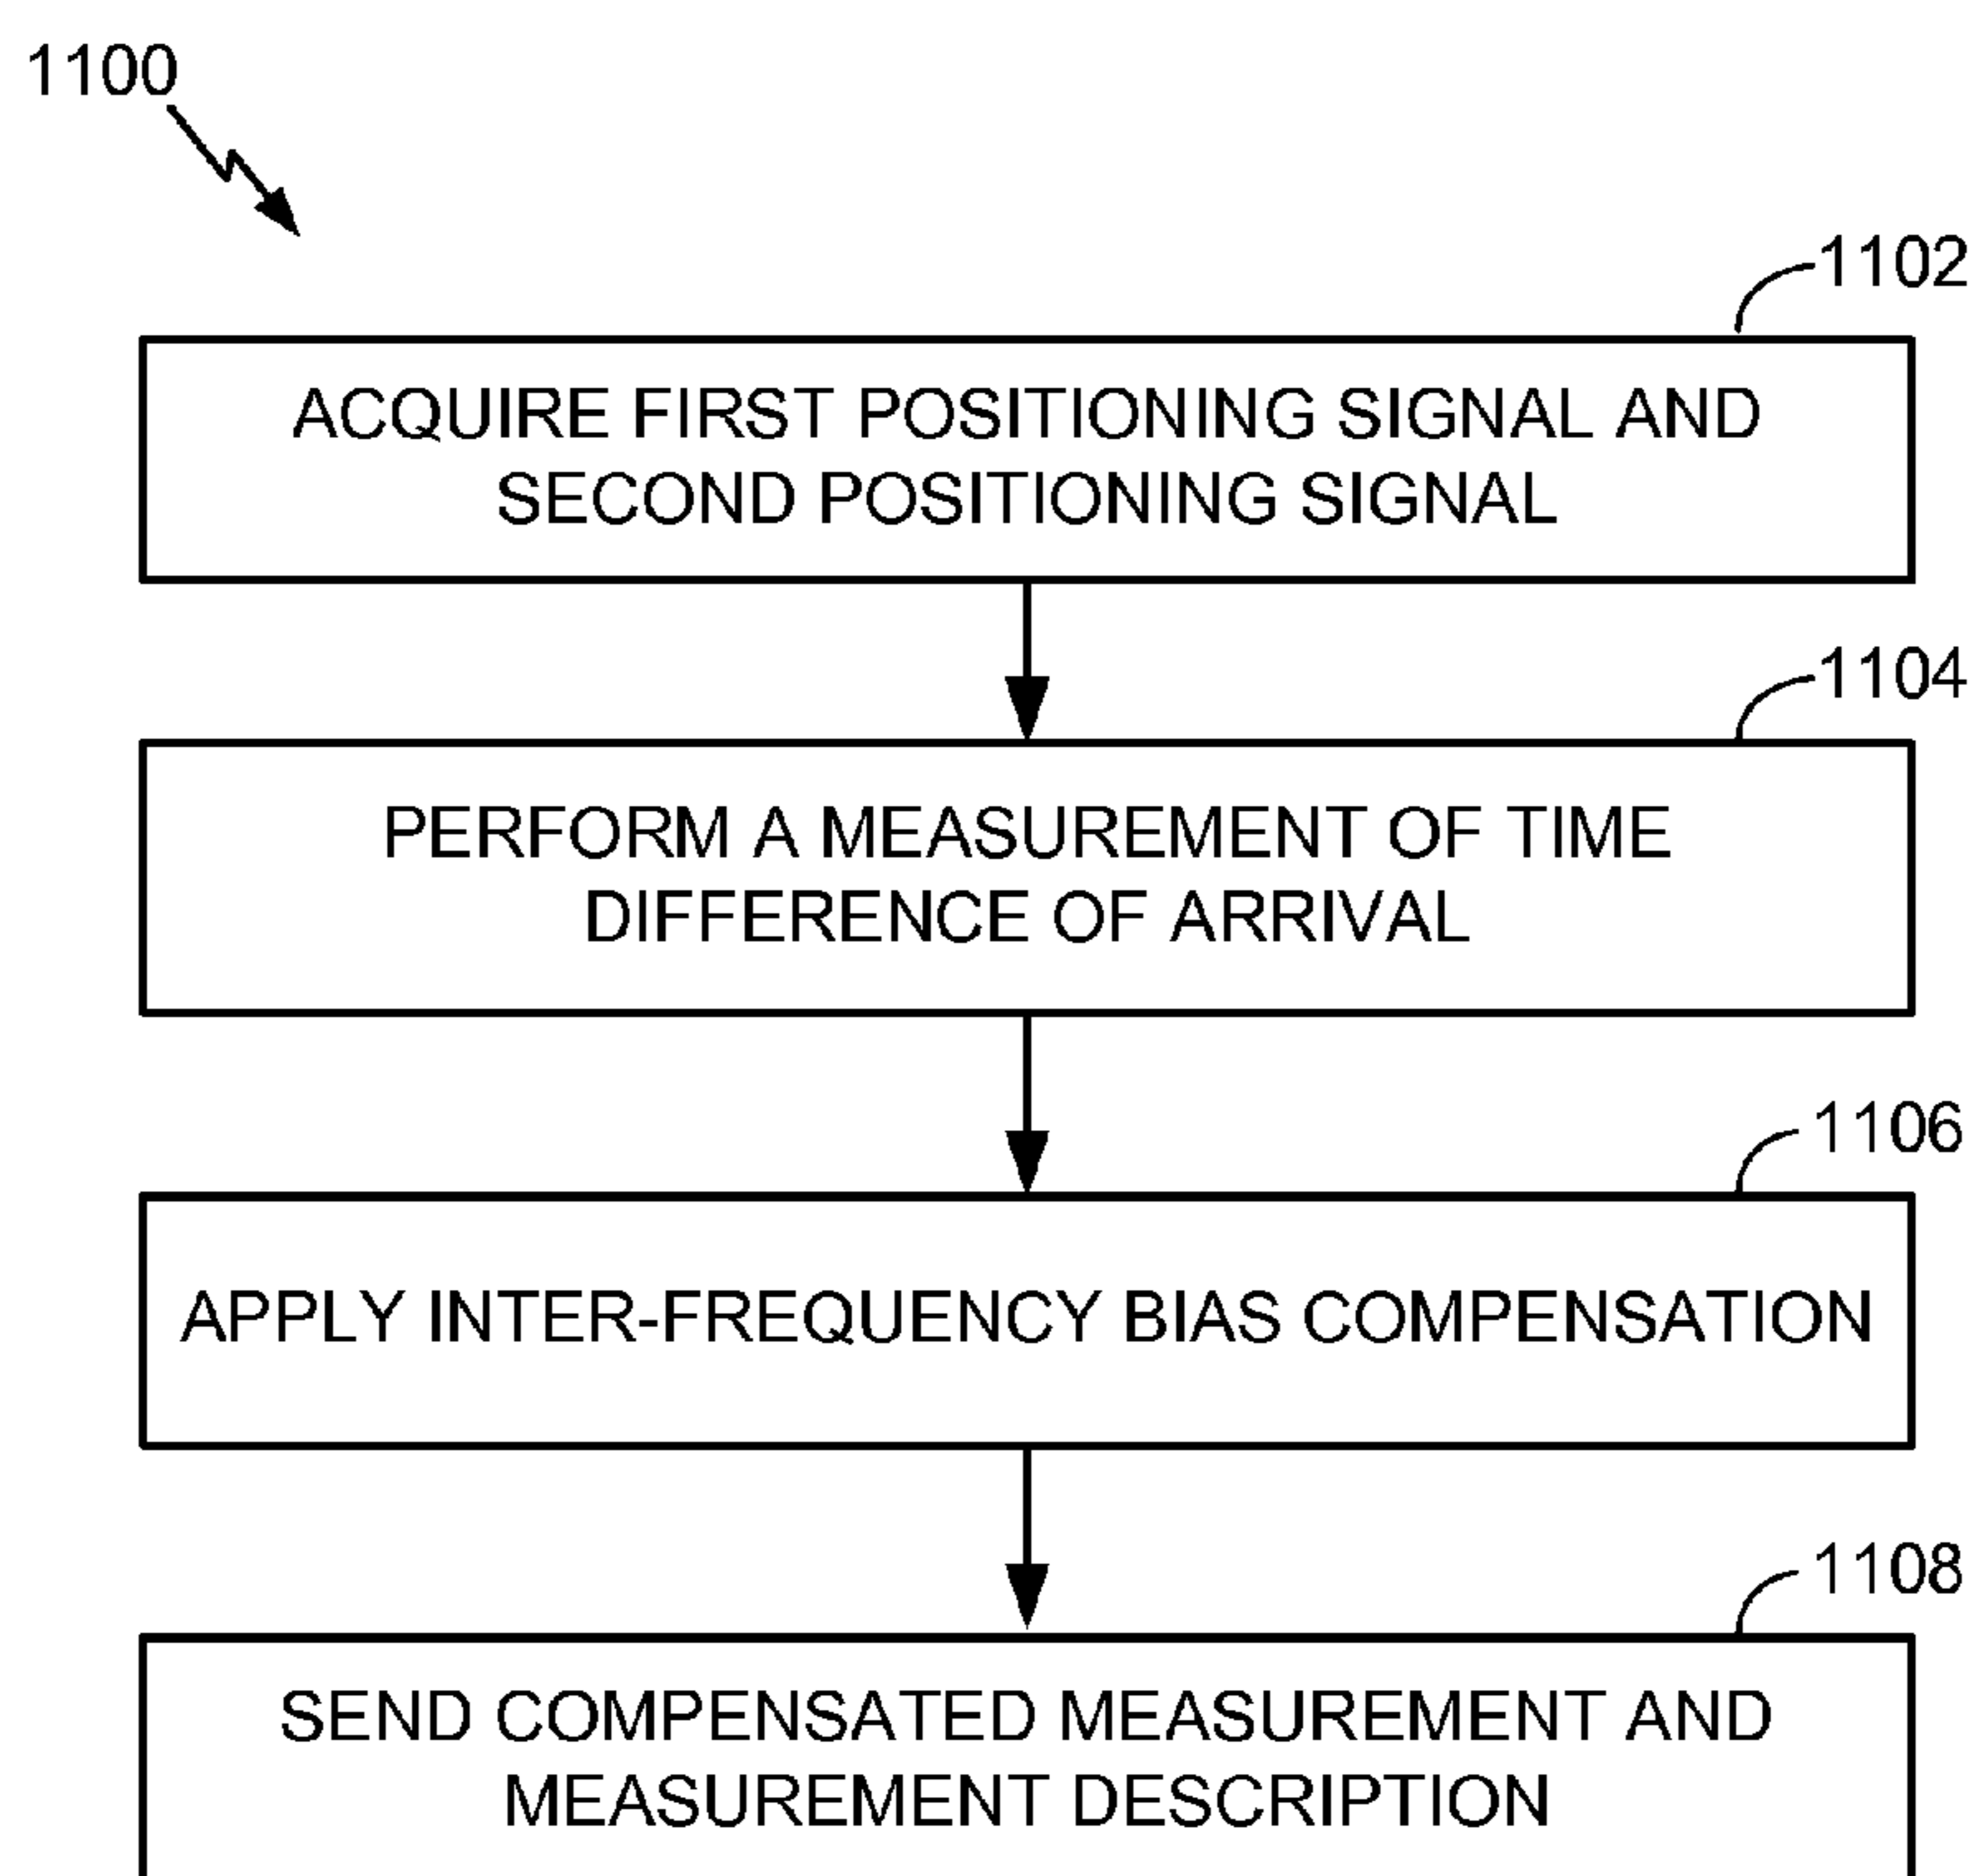 1100
1102
ACQUIRE FIRST POSITIONING SIGNAL AND
SECOND POSITIONING SIGNAL
1104
PERFORM A MEASUREMENT OF TIME
DIFFERENCE OF ARRIVAL
1106
APPLY INTER-FREQUENCY BIAS COMPENSATION
1108
SEND COMPENSATED MEASUREMENT AND
MEASUREMENT DESCRIPTION